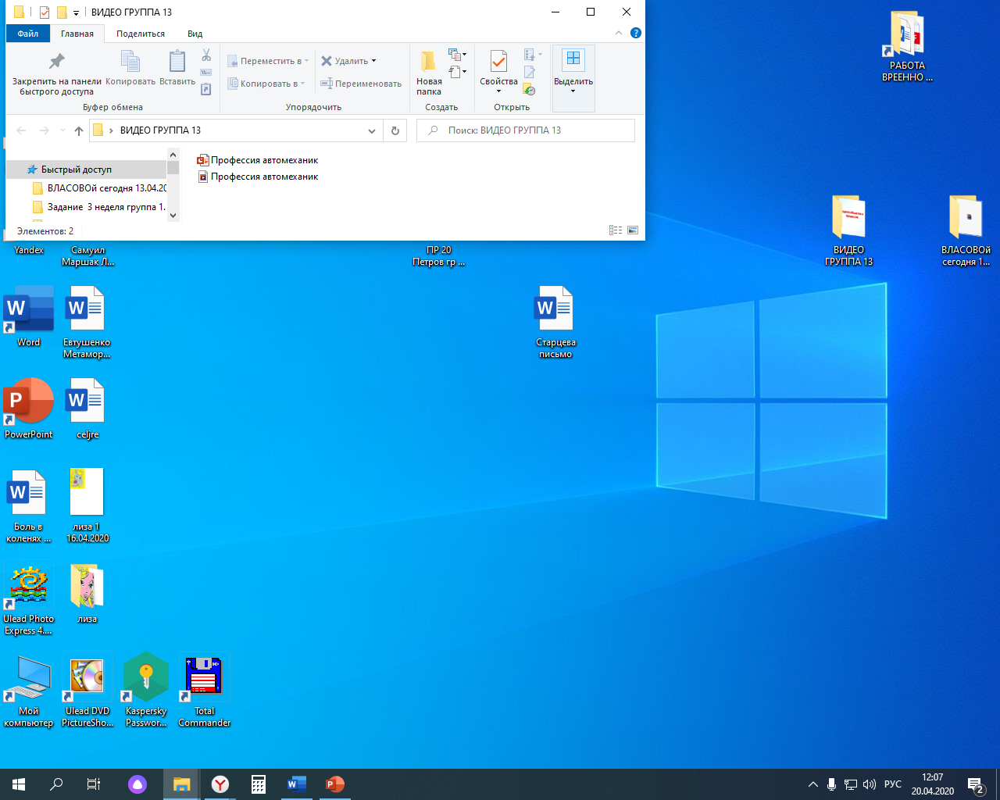 ВИДЕО ГРУППА 13
Файл
Главная
Поделиться
Вид
Закрепить на панели
быстрого доступа
Копировать
Вставить
Буфер обмена
Переместить в
Копировать в
Удалить
Переименовать
Упорядочить
Новая
папка
Создать
Свойства
Открыть
Выделить
ВИДЕО ГРУППА 13
Поиск: ВИДЕО ГРУППА 13
Быстрый доступ
ВЛАСОВОй сегодня 13.04.20
Задание 3 неделя группа 1.
Профессия автомеханик
Профессия автомеханик
Элементов: 2
РАБОТА
ВРЕЕННО ...
ВИДЕО
ГРУППА 13
ВЛАСОВОй
сегодня 1...
Yandex
Самуил
Маршак Л...
ПР 20
Петров гр ...
Word
Евтушенко
Метамор...
Старцева
письмо
PowerPoint
celjre
Боль в
коленях ...
лиза 1
16.04.2020
Ulead Photo
Express 4....
лиза
Мой
компьютер
Ulead DVD
PictureSho...
Kaspersky
Passwor...
Total
Commander
РУС
12:07
20.04.2020
2